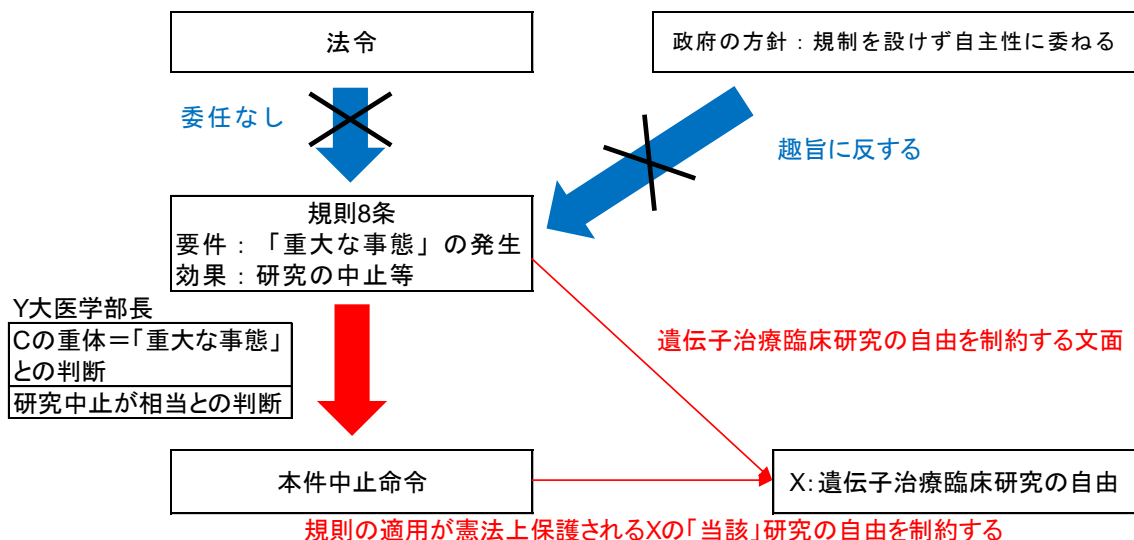 法令
政府の方針：規制を設けず自主性に委ねる
委任なし
趣旨に反する
規則8条
要件：「重大な事態」の発生
効果：研究の中止等
Y大医学部長
Cの重体＝「重大な事態」
との判断
研究中止が相当との判断
遺伝子治療臨床研究の自由を制約する文面
本件中止命令
X：遺伝子治療臨床研究の自由
規則の適用が憲法上保護されるXの「当該」研究の自由を制約する